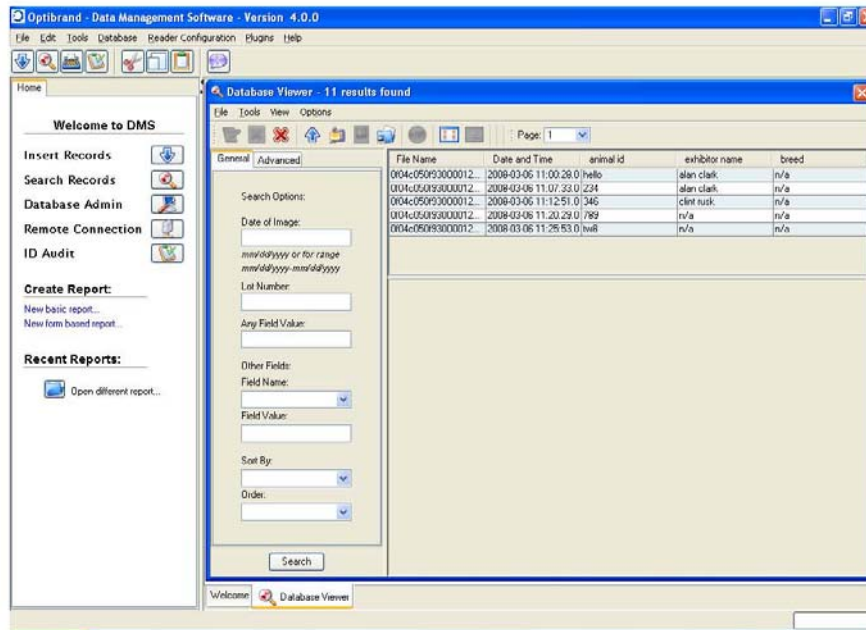 Optibrand - Data Management Software - Version 4.0.0
File Edit Tools Database Reader Configuration Plugins Help
Home
Welcome to DMS
Insert Records
Search Records
Database Admin
Remote Connection
ID Audit
Create Report:
New basic report...
New form based report...
Recent Reports:
Open different report...
Database Viewer - 11 results found
File Tools View Options
Page: 1
General Advanced
Search Options:
Date of Image:
mm/dd/yyyy or for range
mm/dd/yyyy-mm/dd/yyyy
Lot Number:
Any Field Value:
Other Fields:
Field Name:
Field Value:
Sort By:
Order:
Search
File Name Date and Time animal id exhibitor name breed
0f04c050f93000012... 2008-03-06 11:00:28.0 hello alan clark n/a
0f04c050f93000012... 2008-03-06 11:07:33.0 234 alan clark n/a
0f04c050f93000012... 2008-03-06 11:12:51.0 346 clint rusk n/a
0f04c050f93000012... 2008-03-06 11:20:29.0 789 n/a n/a
0f04c050f93000012... 2008-03-06 11:25:53.0 n/a n/a
Welcome Database Viewer